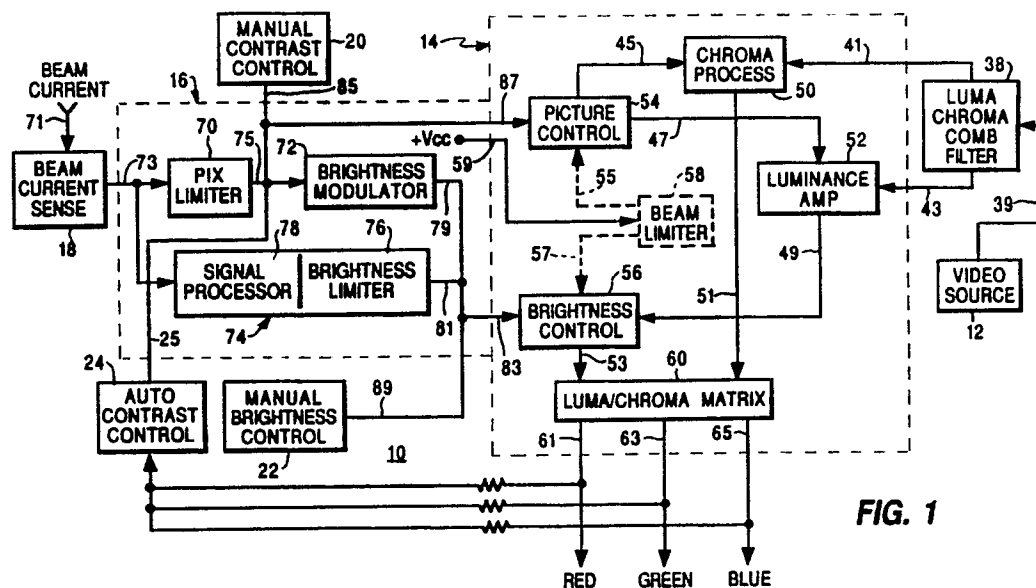 MANUAL
CONTRAST
CONTROL
20
14
45
CHROMA
PROCESS
50
41
38
LUMA
CHROMA
COMB
FILTER
BEAM
CURRENT
71
16
85
87
PICTURE
CONTROL
54
47
73
70
PIX
LIMITER
75
72
BRIGHTNESS
MODULATOR
79
+Vcc
59
55
58
BEAM
LIMITER
52
LUMINANCE
AMP
43
39
BEAM
CURRENT
SENSE
18
78
76
SIGNAL
PROCESSOR
BRIGHTNESS
LIMITER
74
81
57
56
BRIGHTNESS
CONTROL
83
53
51
49
VIDEO
SOURCE
12
25
24
AUTO
CONTRAST
CONTROL
MANUAL
BRIGHTNESS
CONTROL
22
89
10
60
LUMA/CHROMA MATRIX
61
63
65
FIG. 1
RED
GREEN
BLUE